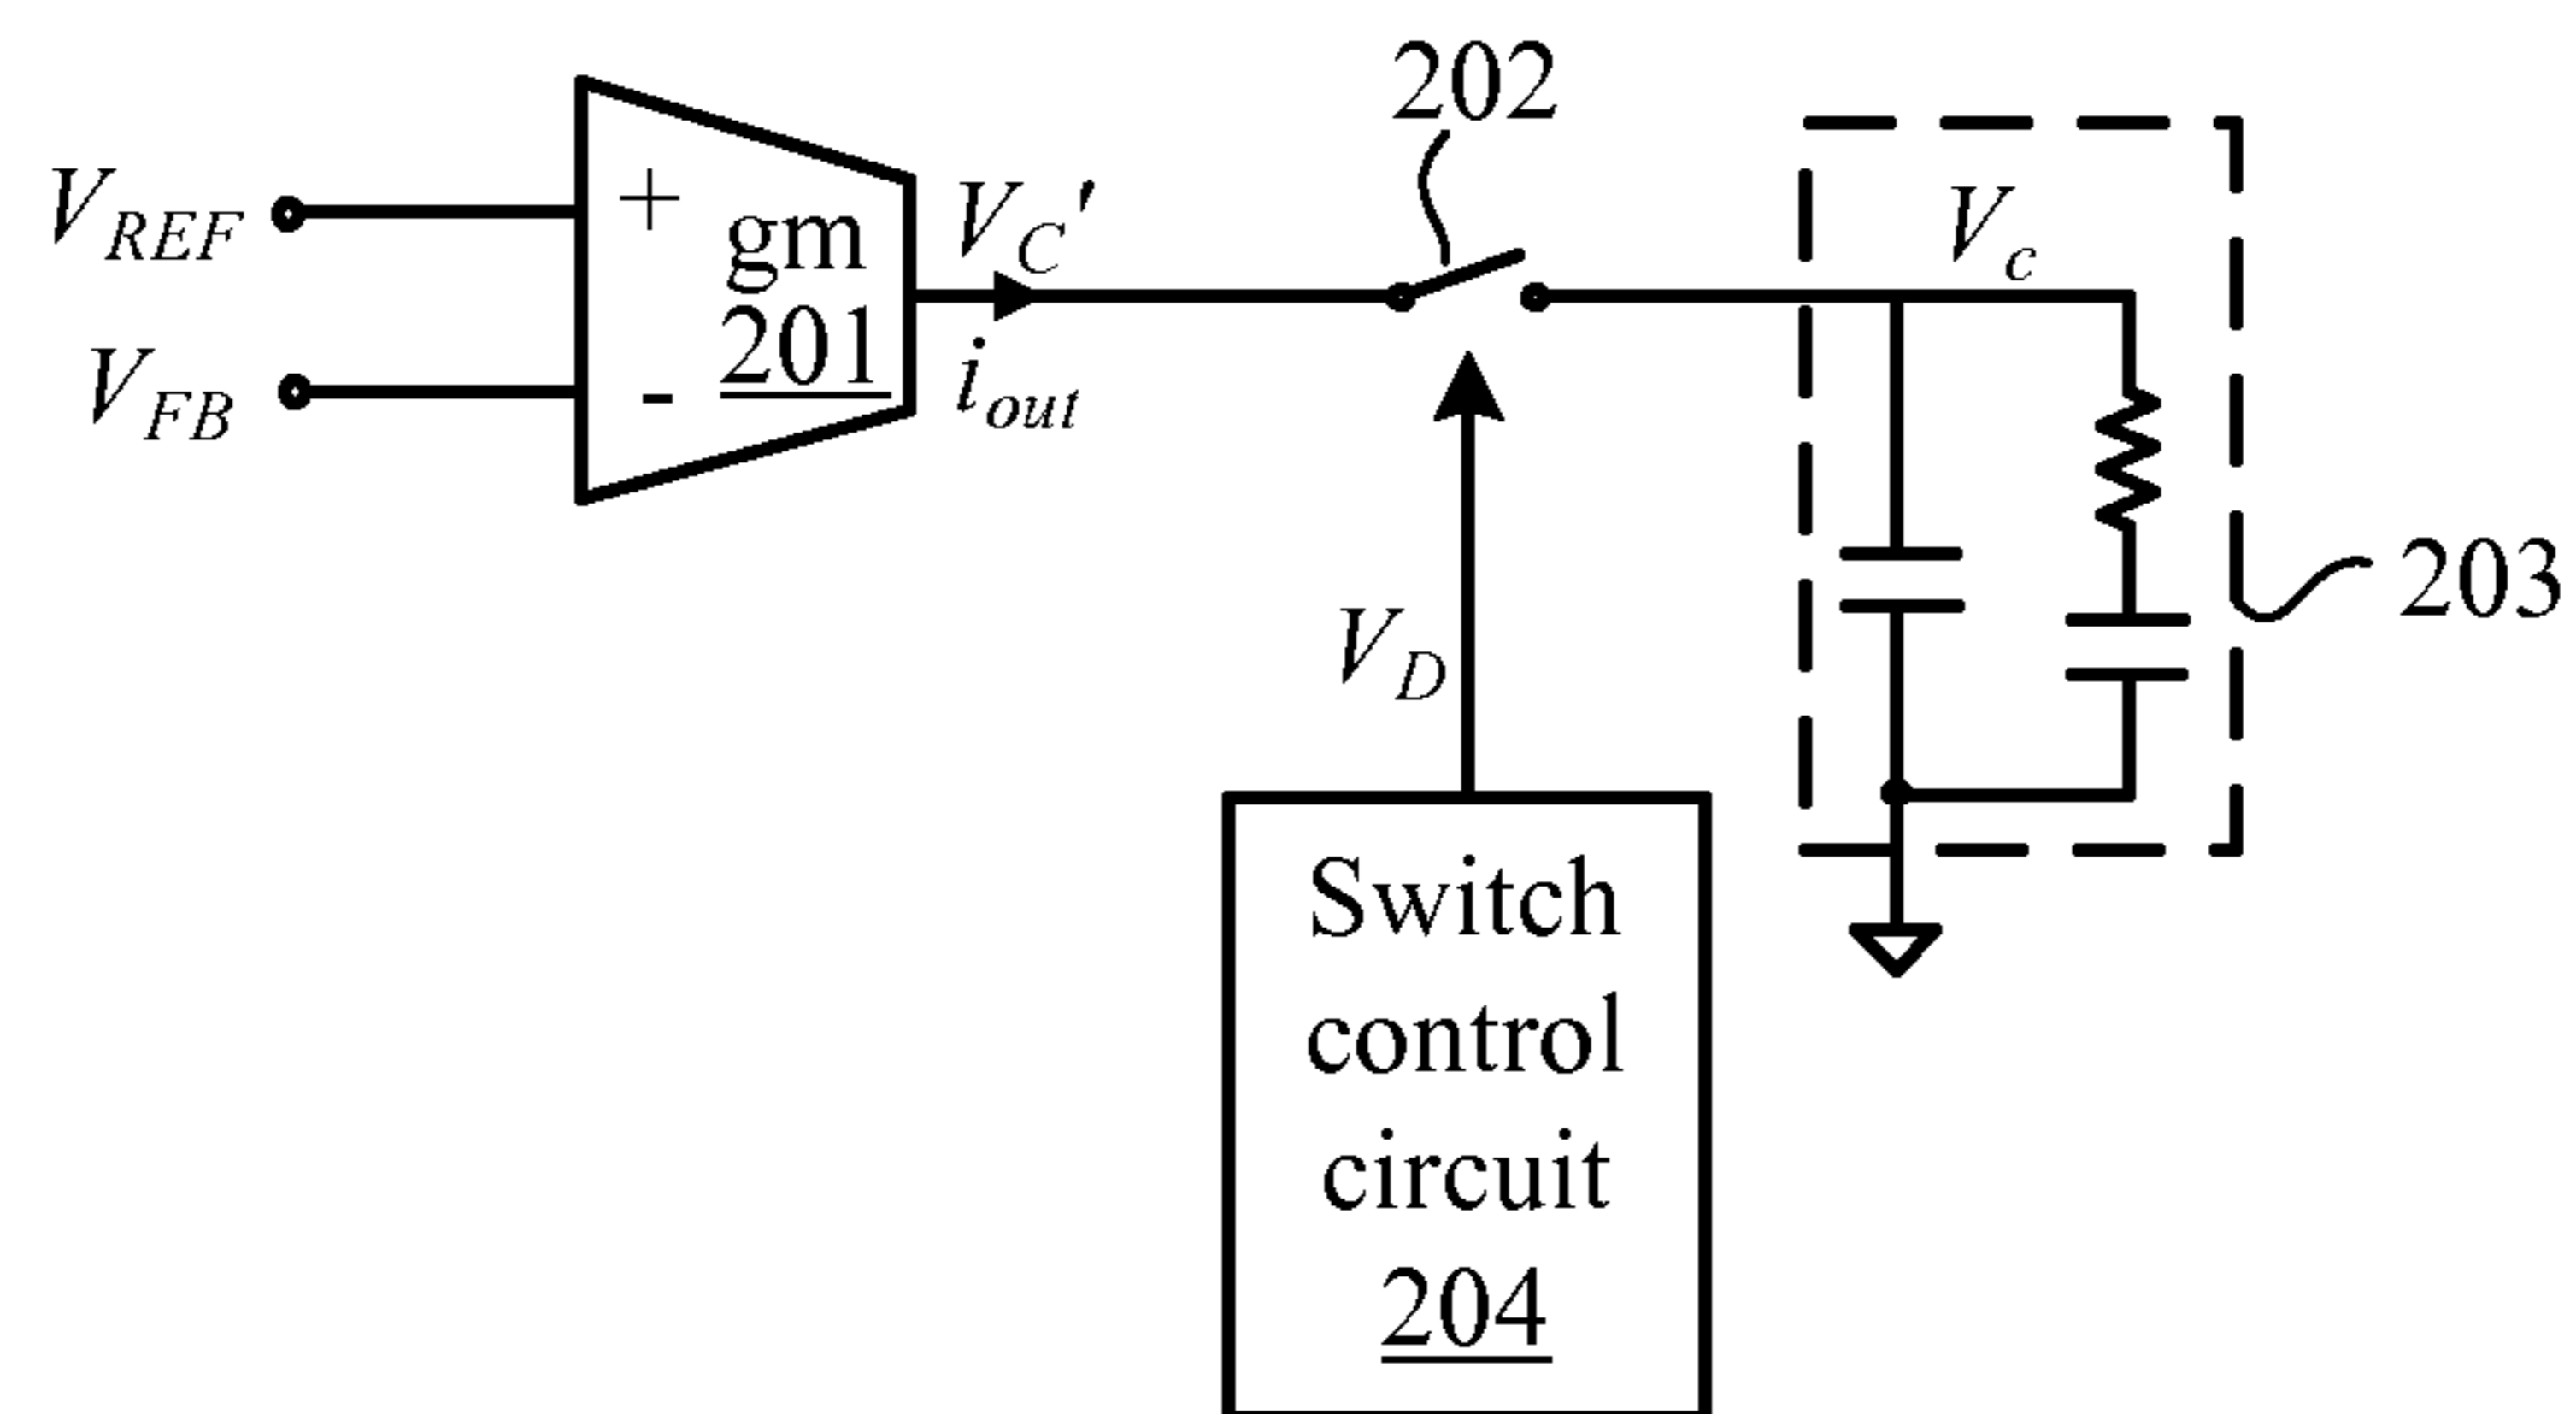 202
V_REF
+
gm
201
V_C'
V_c
V_FB
-
i_out
203
V_D
Switch
control
circuit
204